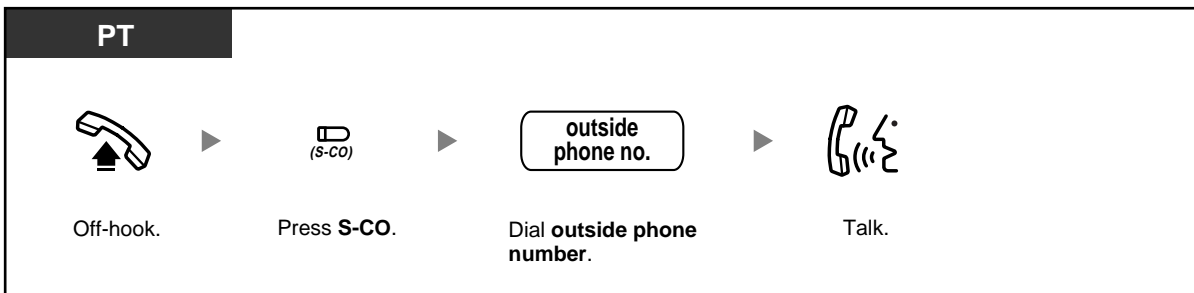 PT
(S-CO)
outside
phone no.
Off-hook.
Press S-CO.
Dial outside phone
number.
Talk.